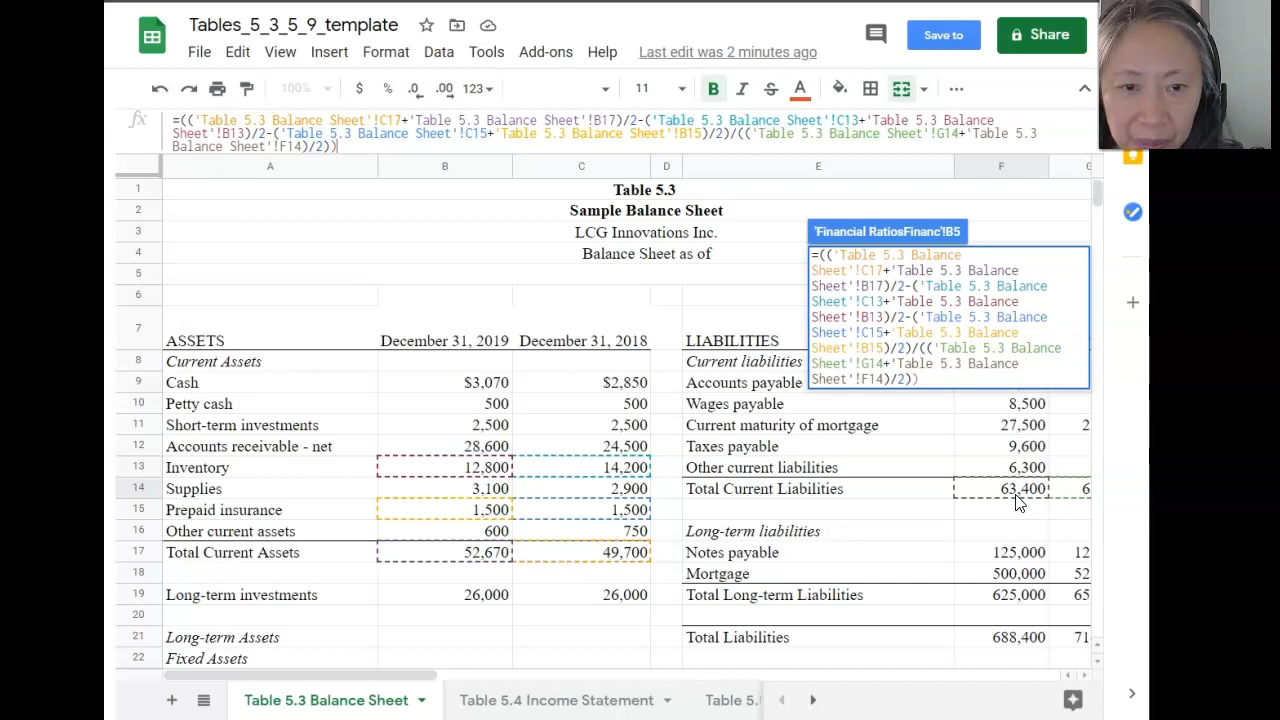 Tables_5_3_5_9_template
File Edit View Insert Format Data Tools Add-ons Help Last edit was 2 minutes ago
Save to
Share
100% $ % .0 .00 123 11 B I S A
fx =(('Table 5.3 Balance Sheet'!C17+'Table 5.3 Balance Sheet'!B17)/2-('Table 5.3 Balance Sheet'!C13+'Table 5.3 Balance
Sheet'!B13)/2-('Table 5.3 Balance Sheet'!C15+'Table 5.3 Balance Sheet'!B15)/2)/(('Table 5.3 Balance Sheet'!G14+'Table 5.3
Balance Sheet'!F14)/2))
A B C D E F G
1 Table 5.3
2 Sample Balance Sheet
3 LCG Innovations Inc.
4 Balance Sheet as of
5
6
'Financial RatiosFinanc'!B5
=(('Table 5.3 Balance
Sheet'!C17+'Table 5.3 Balance
Sheet'!B17)/2-('Table 5.3 Balance
Sheet'!C13+'Table 5.3 Balance
Sheet'!B13)/2-('Table 5.3 Balance
Sheet'!C15+'Table 5.3 Balance
Sheet'!B15)/2)/(('Table 5.3 Balance
Sheet'!G14+'Table 5.3 Balance
Sheet'!F14)/2))
7 ASSETS December 31, 2019 December 31, 2018 LIABILITIES
8 Current Assets Current liabilities
9 Cash $3,070 $2,850 Accounts payable
10 Petty cash 500 500 Wages payable 8,500
11 Short-term investments 2,500 2,500 Current maturity of mortgage 27,500 2
12 Accounts receivable - net 28,600 24,500 Taxes payable 9,600
13 Inventory 12,800 14,200 Other current liabilities 6,300
14 Supplies 3,100 2,900 Total Current Liabilities 63,400 6
15 Prepaid insurance 1,500 1,500
16 Other current assets 600 750 Long-term liabilities
17 Total Current Assets 52,670 49,700 Notes payable 125,000 12
18 Mortgage 500,000 52
19 Long-term investments 26,000 26,000 Total Long-term Liabilities 625,000 65
20
21 Long-term Assets Total Liabilities 688,400 71
22 Fixed Assets
Table 5.3 Balance Sheet Table 5.4 Income Statement Table 5.